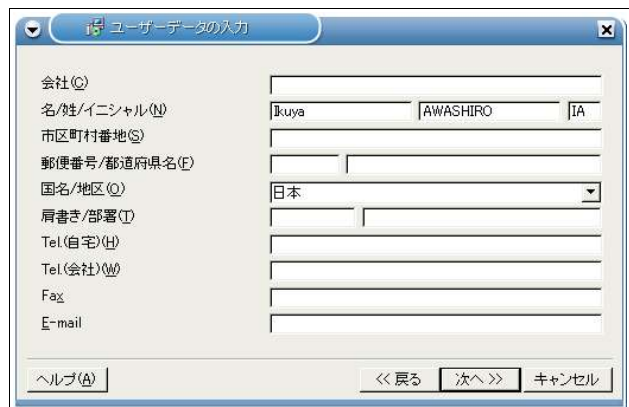 ユーザーデータの入力
会社(C)
名/姓/イニシャル(N) Ikuya AWASHIRO IA
市区町村番地(S)
郵便番号/都道府県名(F)
国名/地区(O) 日本
肩書き/部署(T)
Tel.(自宅)(H)
Tel.(会社)(W)
Fax
E-mail
ヘルプ(A) << 戻る 次へ >> キャンセル